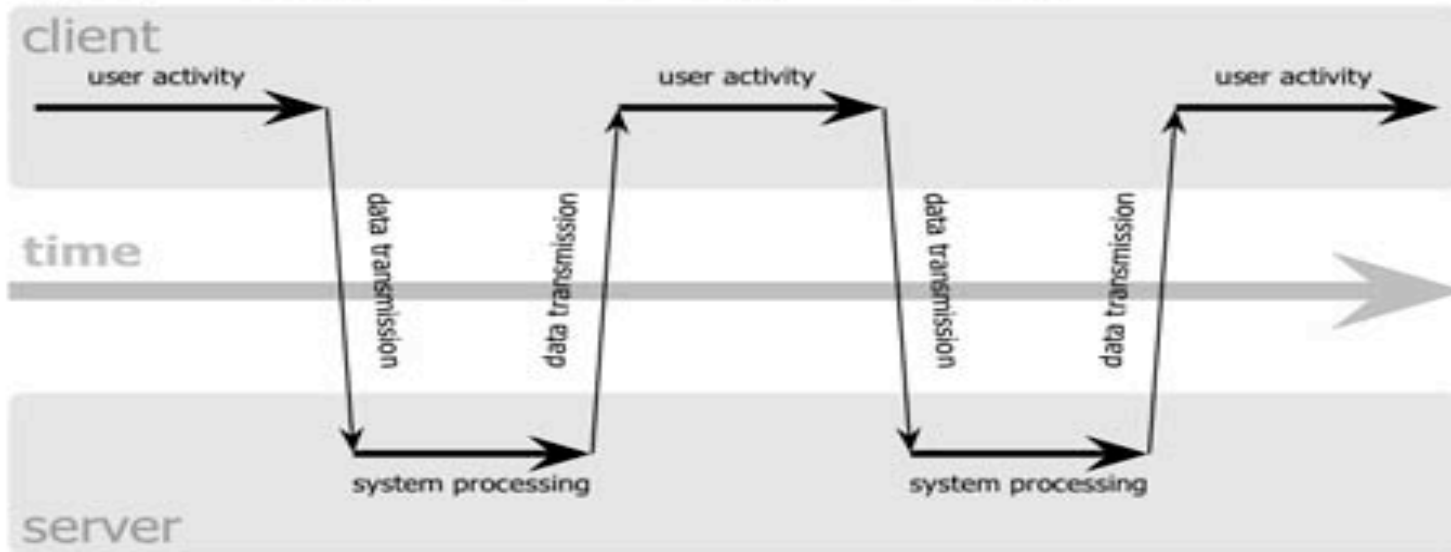 client
user activity
user activity
user activity
data transmission
data transmission
data transmission
data transmission
time
system processing
system processing
server